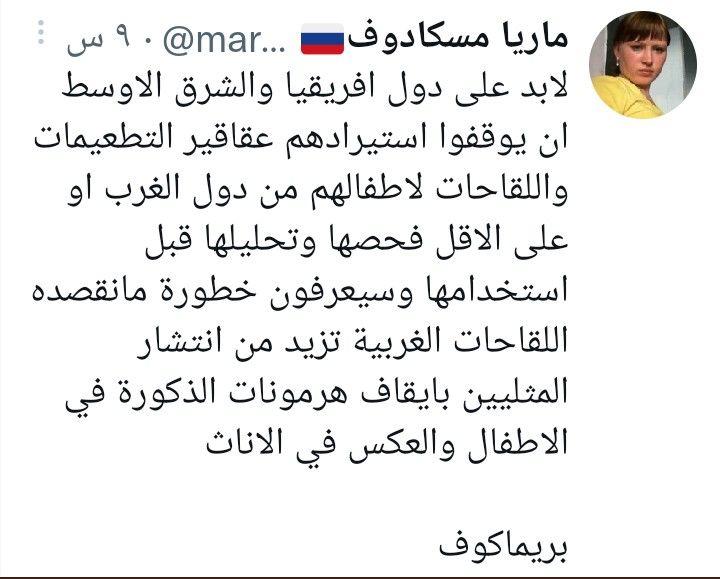 ماريا مسكادوف🇷🇺 @mar... · ٩ س
لابد على دول افريقيا والشرق الاوسط
ان يوقفوا استيرادهم عقاقير التطعيمات
واللقاحات لاطفالهم من دول الغرب او
على الاقل فحصها وتحليلها قبل
استخدامها وسيعرفون خطورة مانقصده
اللقاحات الغربية تزيد من انتشار
المثليين بايقاف هرمونات الذكورة في
الاطفال والعكس في الاناث
بريماكوف